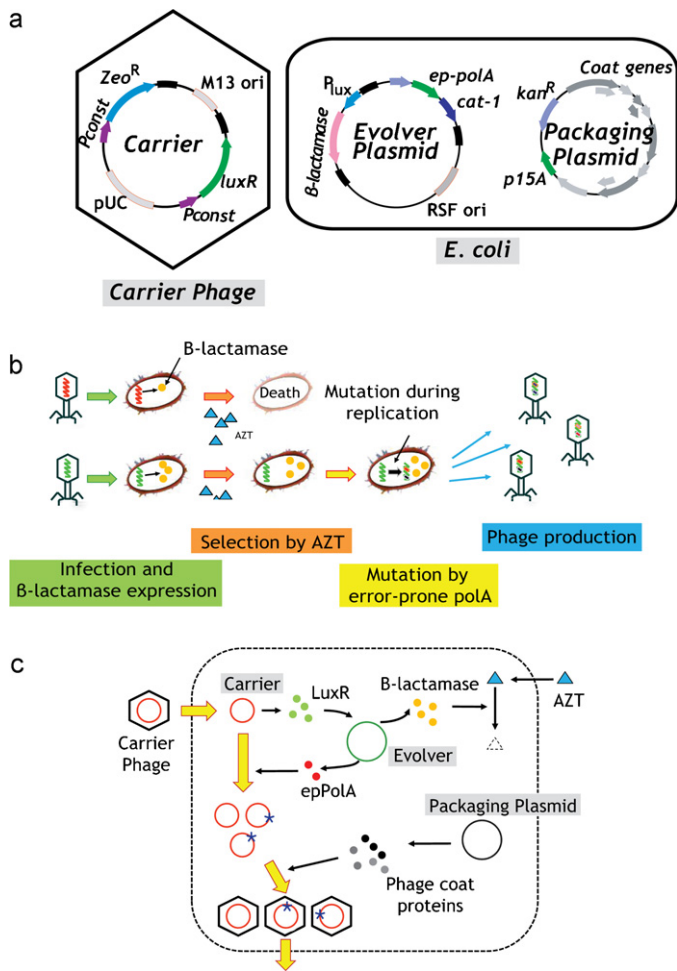 a
Zeo^R
M13 ori
Pconst
Carrier
luxR
pUC
Pconst
Carrier Phage
Plux
ep-polA
cat-1
B-lactamase
Evolver
Plasmid
RSF ori
Coat genes
kan^R
Packaging
Plasmid
p15A
E. coli
b
B-lactamase
Death
AZT
Mutation during
replication
Selection by AZT
Phage production
Infection and
B-lactamase expression
Mutation by
error-prone polA
c
Carrier
LuxR
B-lactamase
AZT
Carrier
Phage
Evolver
epPolA
Packaging Plasmid
Phage coat
proteins